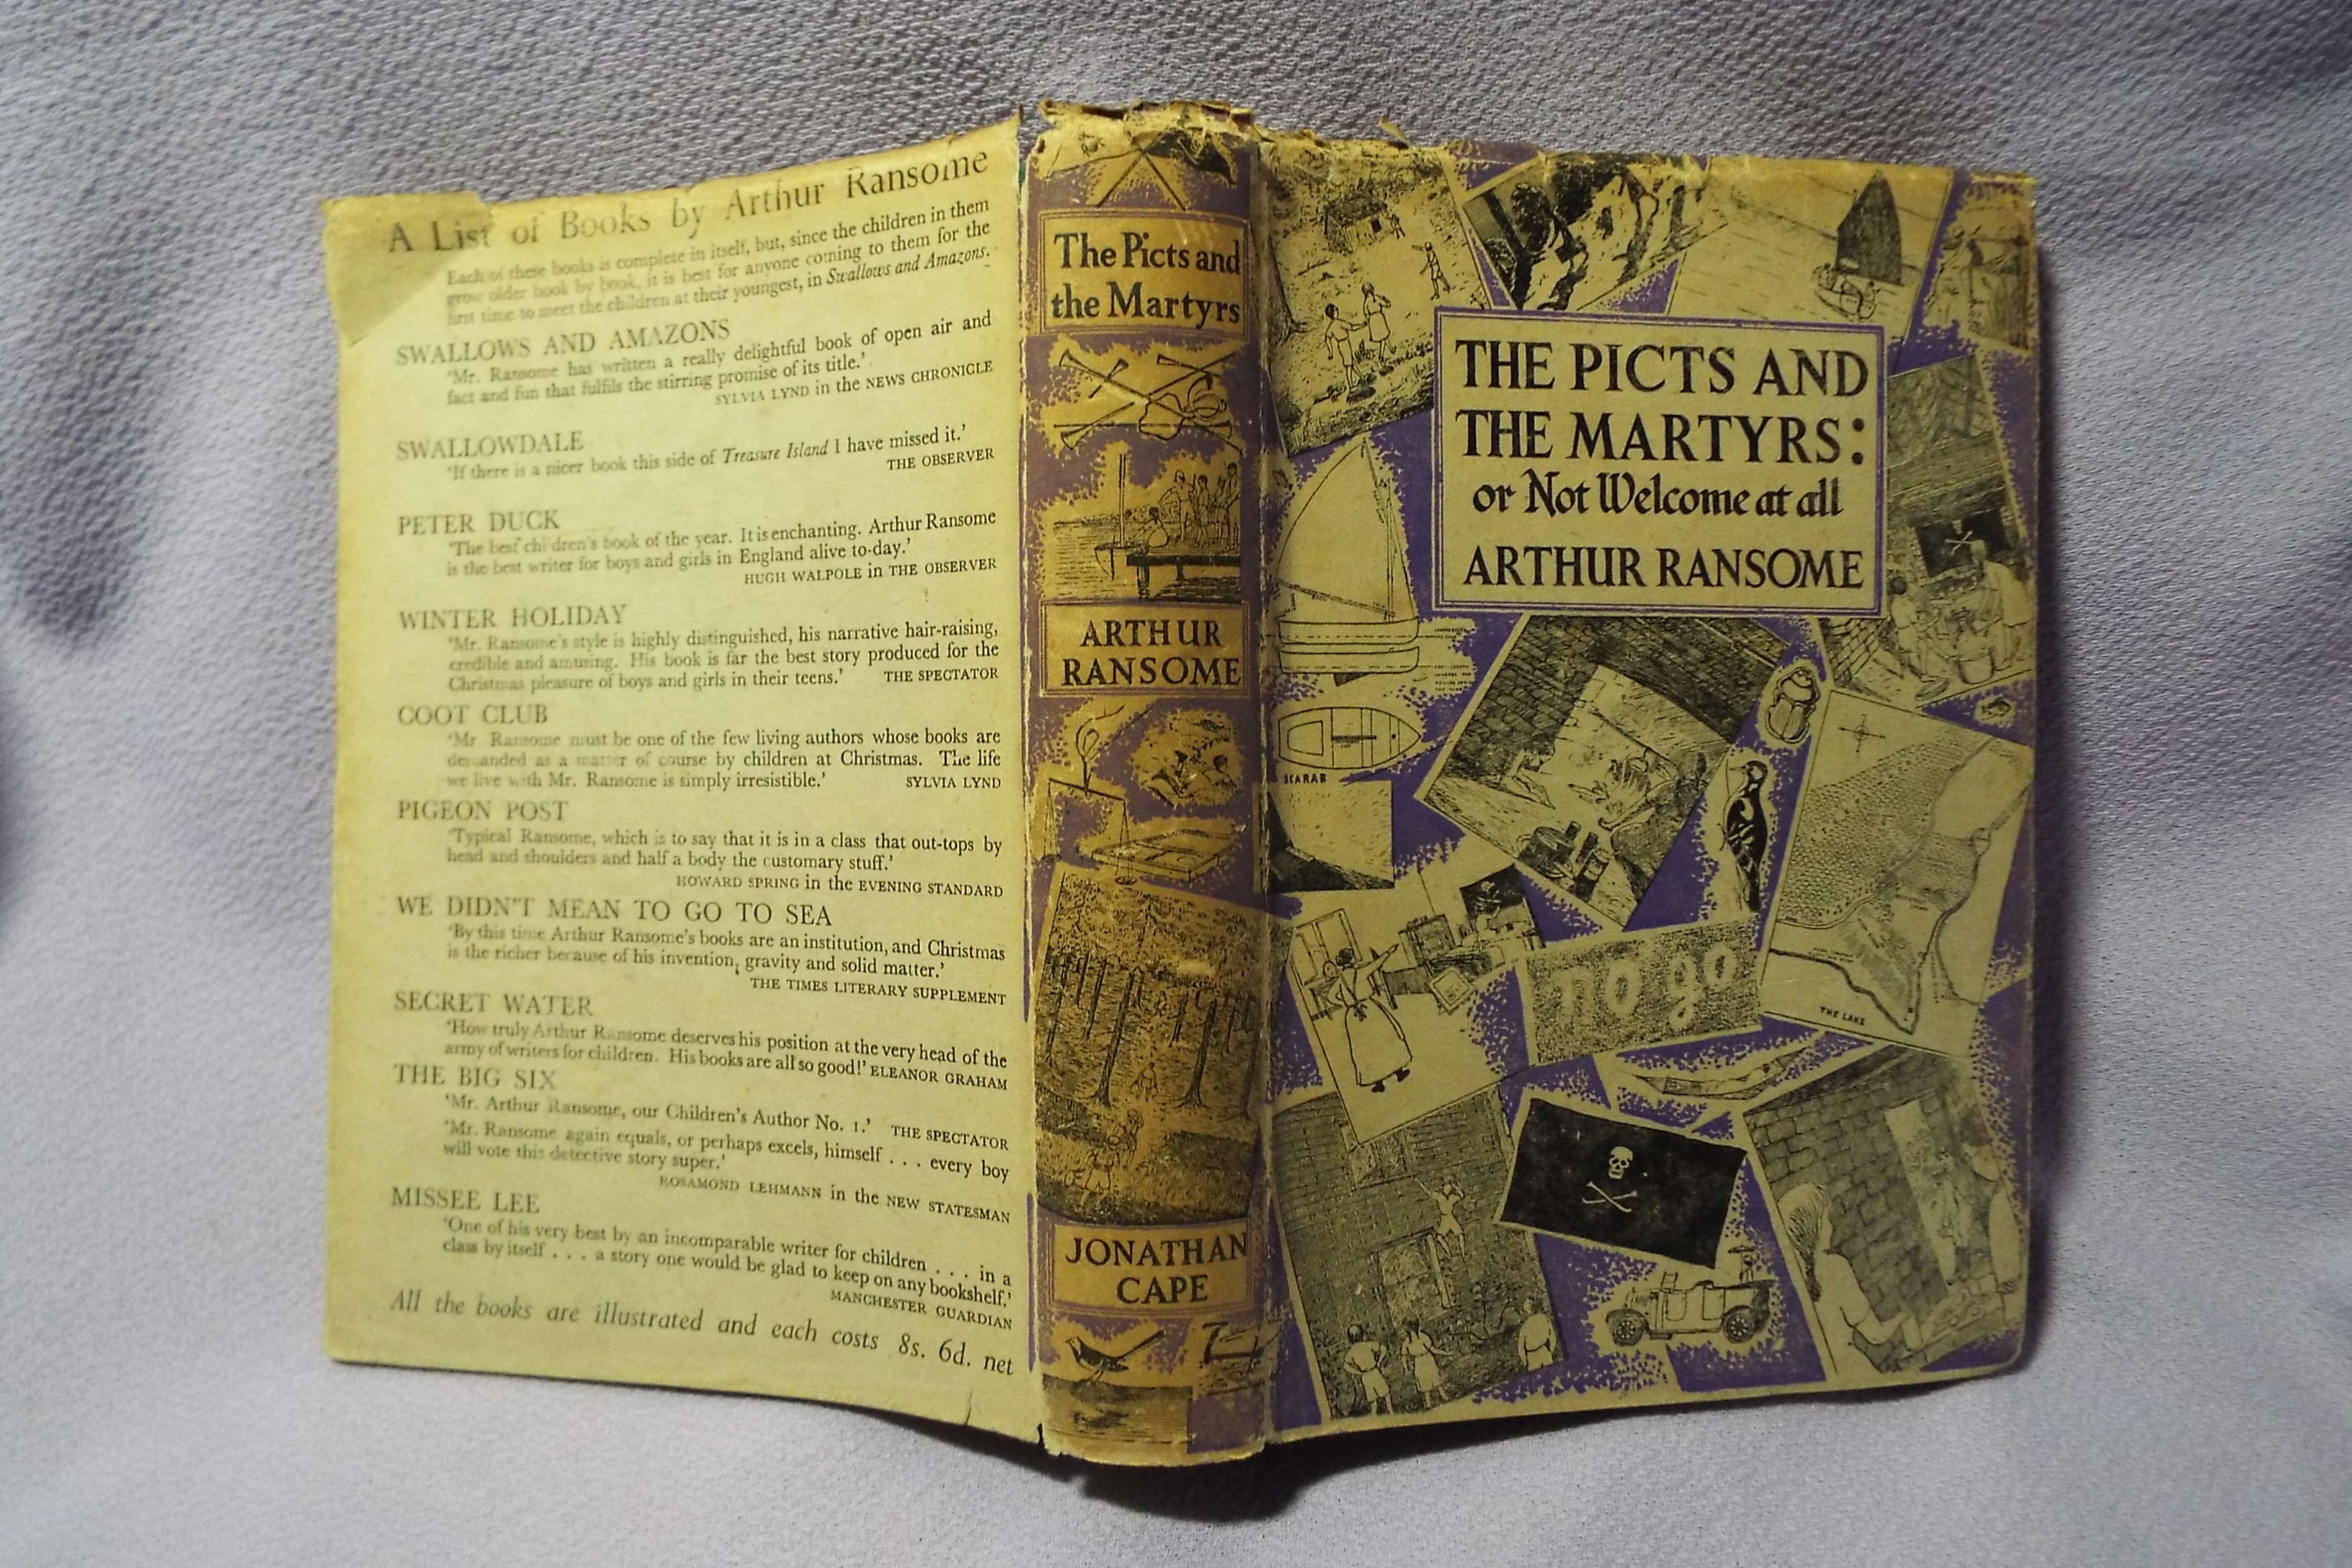 A List of Books by Arthur Ransome
Each of these books is complete in itself, but, since the children in them
grow older book by book, it is best for anyone coming to them for the
first time to meet the children at their youngest, in Swallows and Amazons.
SWALLOWS AND AMAZONS
'Mr. Ransome has written a really delightful book of open air and
fact and fun that fulfils the stirring promise of its title.'
SYLVIA LYND in the NEWS CHRONICLE
SWALLOWDALE
'If there is a nicer book this side of Treasure Island I have missed it.'
THE OBSERVER
PETER DUCK
'The best children's book of the year. It is enchanting. Arthur Ransome
is the best writer for boys and girls in England alive to-day.'
HUGH WALPOLE in THE OBSERVER
WINTER HOLIDAY
'Mr. Ransome's style is highly distinguished, his narrative hair-raising,
credible and amusing. His book is far the best story produced for the
Christmas pleasure of boys and girls in their teens.' THE SPECTATOR
COOT CLUB
'Mr. Ransome must be one of the few living authors whose books are
demanded as a matter of course by children at Christmas. The life
we live with Mr. Ransome is simply irresistible.' SYLVIA LYND
PIGEON POST
'Typical Ransome, which is to say that it is in a class that out-tops by
head and shoulders and half a body the customary stuff.'
HOWARD SPRING in the EVENING STANDARD
WE DIDN'T MEAN TO GO TO SEA
'By this time Arthur Ransome's books are an institution, and Christmas
is the richer because of his invention, gravity and solid matter.'
THE TIMES LITERARY SUPPLEMENT
SECRET WATER
'How truly Arthur Ransome deserves his position at the very head of the
army of writers for children. His books are all so good!' ELEANOR GRAHAM
THE BIG SIX
'Mr. Arthur Ransome, our Children's Author No. 1.' THE SPECTATOR
'Mr. Ransome again equals, or perhaps excels, himself . . . every boy
will vote this detective story super.'
ROSAMOND LEHMANN in the NEW STATESMAN
MISSEE LEE
'One of his very best by an incomparable writer for children . . . in a
class by itself . . . a story one would be glad to keep on any bookshelf.'
MANCHESTER GUARDIAN
All the books are illustrated and each costs 8s. 6d. net
The Picts and
the Martyrs
ARTHUR
RANSOME
JONATHAN
CAPE
THE PICTS AND
THE MARTYRS:
or Not Welcome at all
ARTHUR RANSOME
SCARAB
no go
THE LAKE